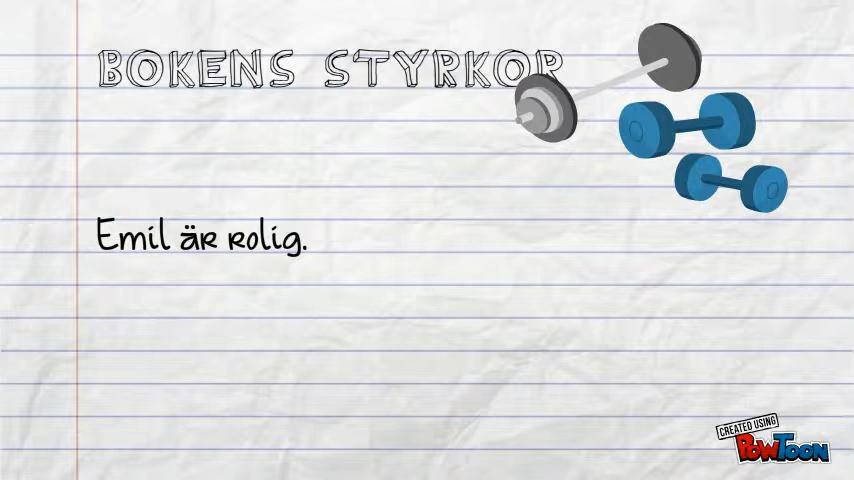 BOKENS STYRKOR
Emil är rolig.
CREATED USING
POWTOON